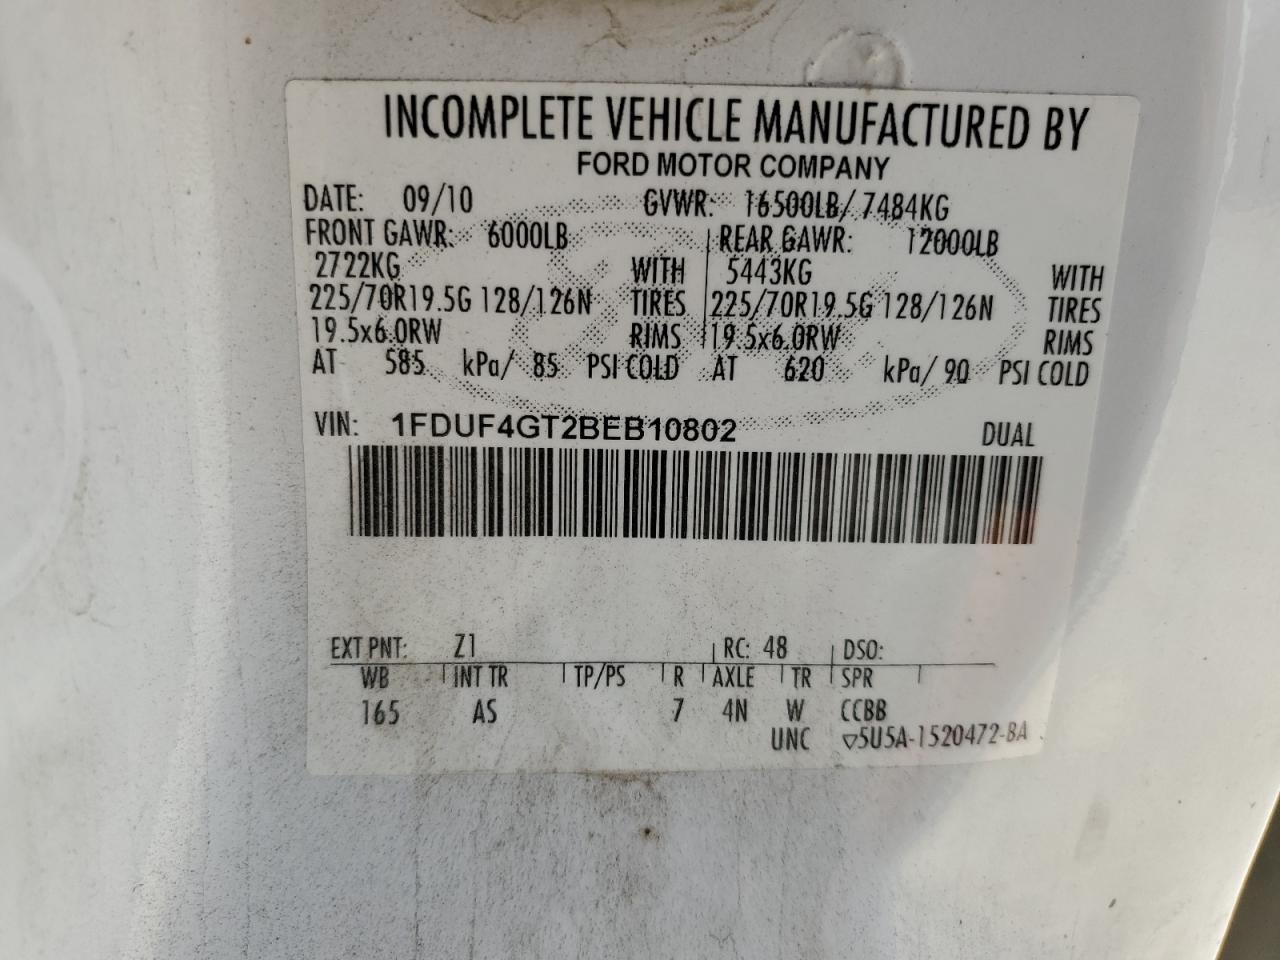 INCOMPLETE VEHICLE MANUFACTURED BY
FORD MOTOR COMPANY
DATE: 09/10 GVWR: 16500LB/ 7484KG
FRONT GAWR: 6000LB REAR GAWR: 12000LB
2722KG WITH 5443KG WITH
225/70R19.5G 128/126N TIRES 225/70R19.5G 128/126N TIRES
19.5x6.0RW RIMS 19.5x6.0RW RIMS
AT 585 kPa/ 85 PSI COLD AT 620 kPa/ 90 PSI COLD
VIN: 1FDUF4GT2BEB10802 DUAL
EXT PNT: Z1 RC: 48 DSO:
WB INT TR TP/PS R AXLE TR SPR
165 AS 7 4N W CCBB
UNC ▽5U5A-1520472-BA